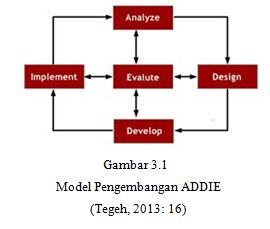 Analyze
Implement
Evalute
Design
Develop
Gambar 3.1
Model Pengembangan ADDIE
(Tegeh, 2013: 16)